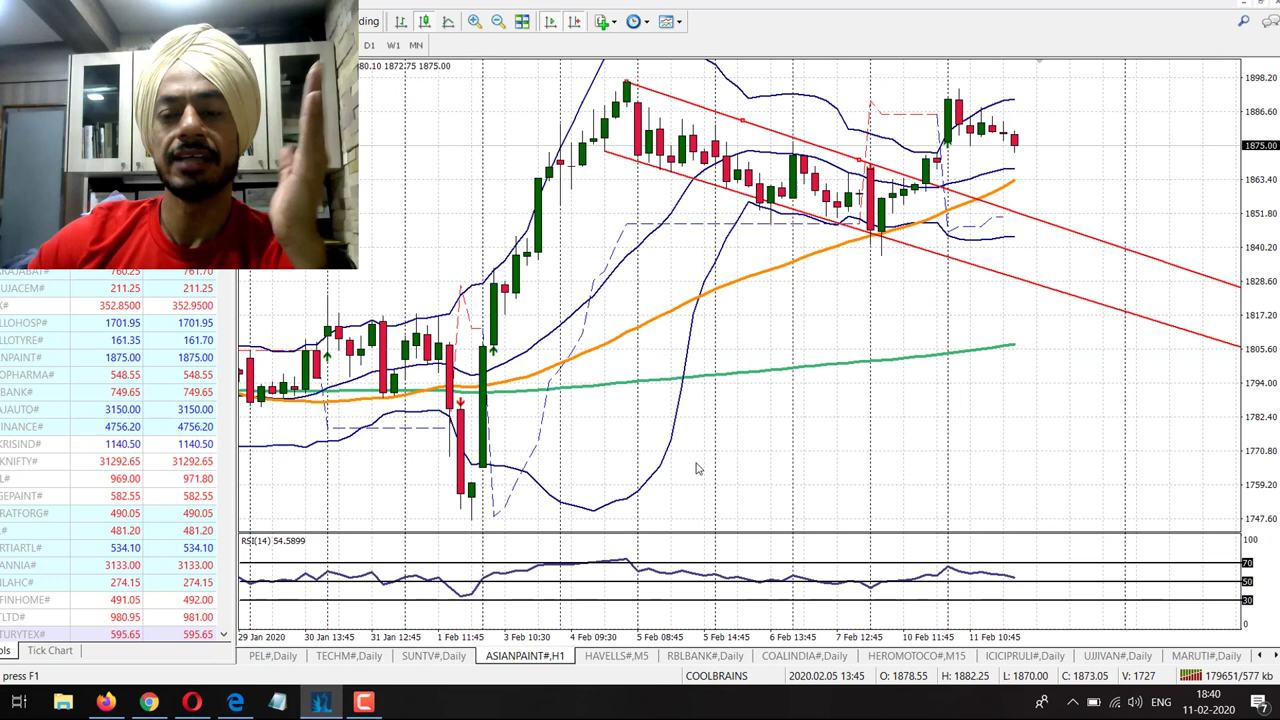 ding
D1 W1 MN
80.10 1872.75 1875.00
1898.20
1886.60
1875.00
1863.40
1851.80
1840.20
1828.60
1817.20
1805.60
1794.00
1782.40
1770.80
1759.20
1747.60
ARAJABAT# 760.25 761.70
UJACEM# 211.25 211.25
K# 352.8500 352.9500
LLOHOSP# 1701.95 1701.95
LLOTYRE# 161.35 161.70
ANPAINT# 1875.00 1875.00
OPHARMA# 548.55 548.55
BANK# 749.65 749.65
AJAUTO# 3150.00 3150.00
FINANCE# 4756.20 4756.20
KRISIND# 1140.50 1140.50
KNIFTY# 31292.65 31292.65
L# 969.00 971.80
GEPAINT# 582.55 582.55
RATFORG# 490.05 490.05
# 481.20 481.20
RTIARTL# 534.10 534.10
ANNIA# 3133.00 3133.00
LAHC# 274.15 274.15
FINHOME# 491.05 492.00
LTD# 980.95 981.00
TURYTEX# 595.65 595.65
RSI(14) 54.5899
100
70
50
30
0
29 Jan 2020 30 Jan 13:45 31 Jan 12:45 1 Feb 11:45 3 Feb 10:30 4 Feb 09:30 5 Feb 08:45 5 Feb 14:45 6 Feb 13:45 7 Feb 12:45 10 Feb 11:45 11 Feb 10:45
ols Tick Chart
PEL#,Daily TECHM#,Daily SUNTV#,Daily ASIANPAINT#,H1 HAVELLS#,M5 RBLBANK#,Daily COALINDIA#,Daily HEROMOTOCO#,M15 ICICIPRULI#,Daily UJJIVAN#,Daily MARUTI#,Daily
press F1 COOLBRAINS 2020.02.05 13:45 O: 1878.55 H: 1882.25 L: 1870.00 C: 1873.05 V: 1727 179651/577 kb
ENG
18:40
11-02-2020
7